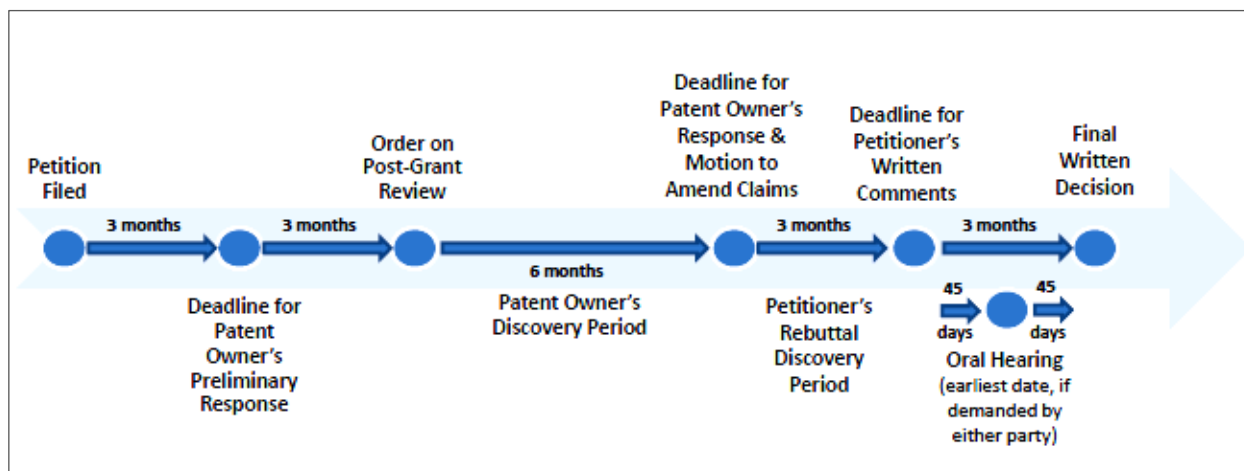 Petition
Filed
3 months
Deadline for
Patent
Owner's
Preliminary
Response
3 months
Order on
Post-Grant
Review
6 months
Patent Owner's
Discovery Period
Deadline for
Patent Owner's
Response &
Motion to
Amend Claims
3 months
Petitioner's
Rebuttal
Discovery
Period
Deadline for
Petitioner's
Written
Comments
3 months
45
days
Oral Hearing
(earliest date, if
demanded by
either party)
45
days
Final
Written
Decision